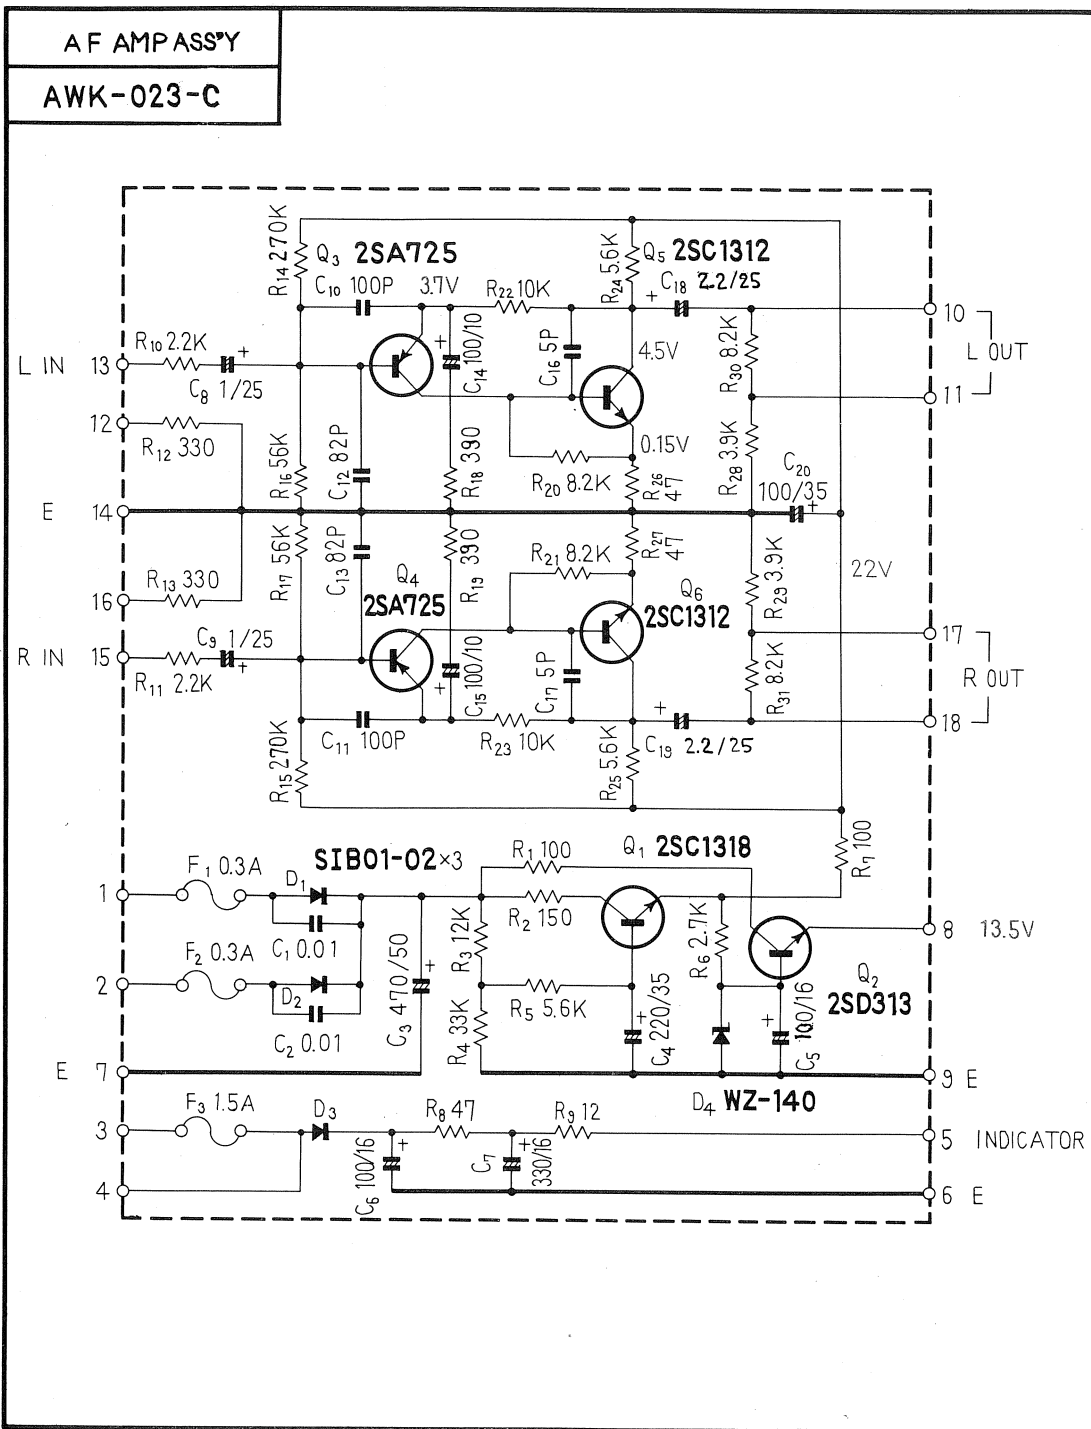 AF AMP ASS'Y
AWK-023-C
R14 270K
Q3 2SA725
C10 100P
3.7V
R22 10K
R24 5.6K
Q5 2SC1312
C18 2.2/25
10
L OUT
11
R10 2.2K
L IN 13
C8 1/25
C14 100/10
C16 5P
4.5V
R30 8.2K
12
R12 330
R16 56K
C12 82P
R18 390
0.15V
R20 8.2K
R26 47
R28 3.9K
C20 100/35
E 14
R13 330
16
R17 56K
C13 82P
R19 390
R21 8.2K
R27 47
R29 3.9K
22V
Q4
2SA725
Q6
2SC1312
17
R OUT
18
C9 1/25
R IN 15
R11 2.2K
C15 100/10
C17 5P
R31 8.2K
C11 100P
R23 10K
C19 2.2/25
R15 270K
R25 5.6K
R7 100
SIB01-02×3
R1 100
Q1 2SC1318
F1 0.3A
D1
1
C1 0.01
R2 150
R3 12K
R6 2.7K
8 13.5V
F2 0.3A
2
D2
C2 0.01
C3 470/50
R5 5.6K
R4 33K
C4 220/35
C5 100/16
Q2
2SD313
E 7
9 E
D4 WZ-140
F3 1.5A
3
D3
R8 47
R9 12
5 INDICATOR
C6 100/16
C7 330/16
4
6 E
+
+
+
+
+
+
+
+
+
+
+
+
+